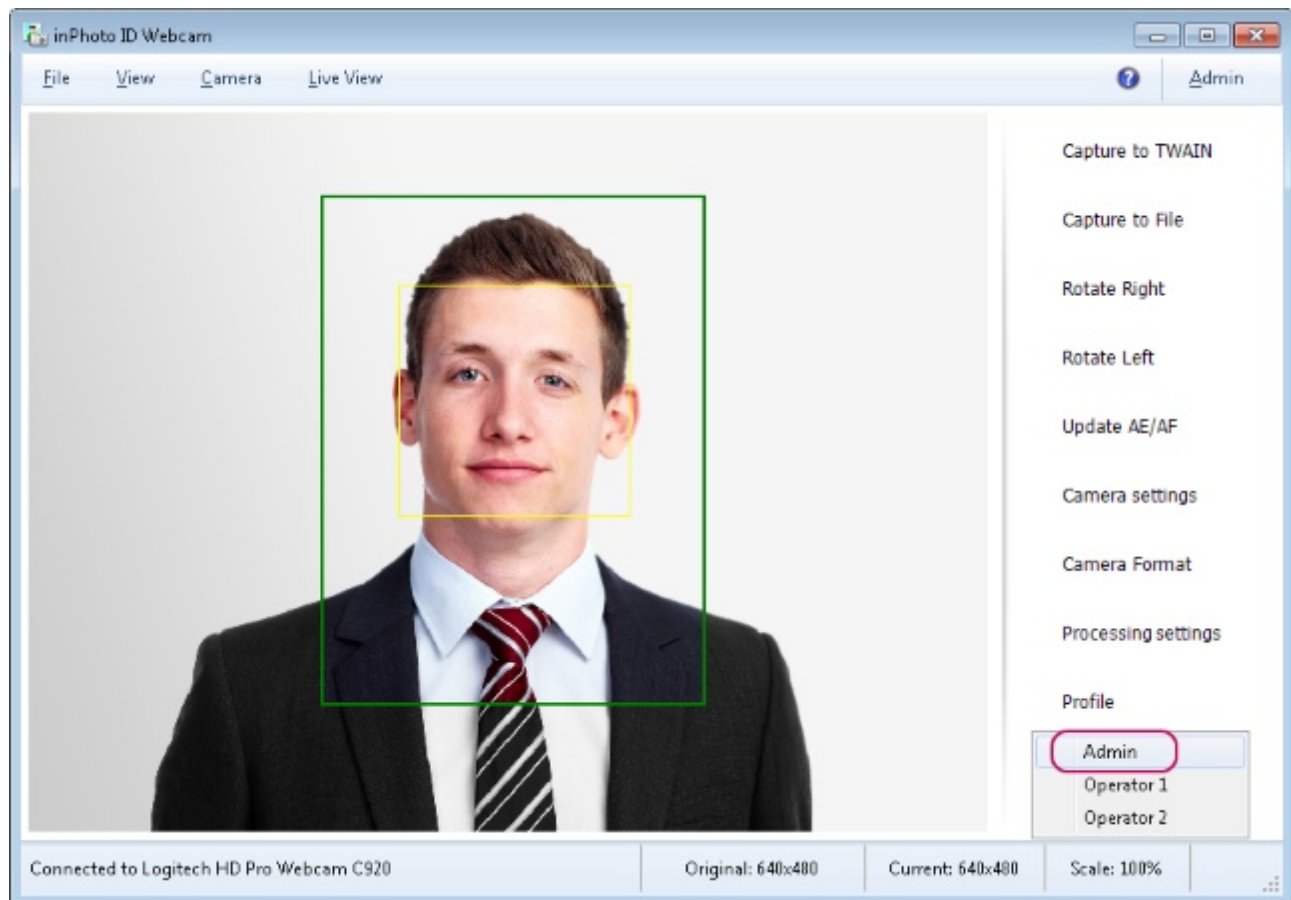 inPhoto ID Webcam
File View Camera Live View ? Admin
Capture to TWAIN
Capture to File
Rotate Right
Rotate Left
Update AE/AF
Camera settings
Camera Format
Processing settings
Profile
Admin
Operator 1
Operator 2
Connected to Logitech HD Pro Webcam C920 Original: 640x480 Current: 640x480 Scale: 100%